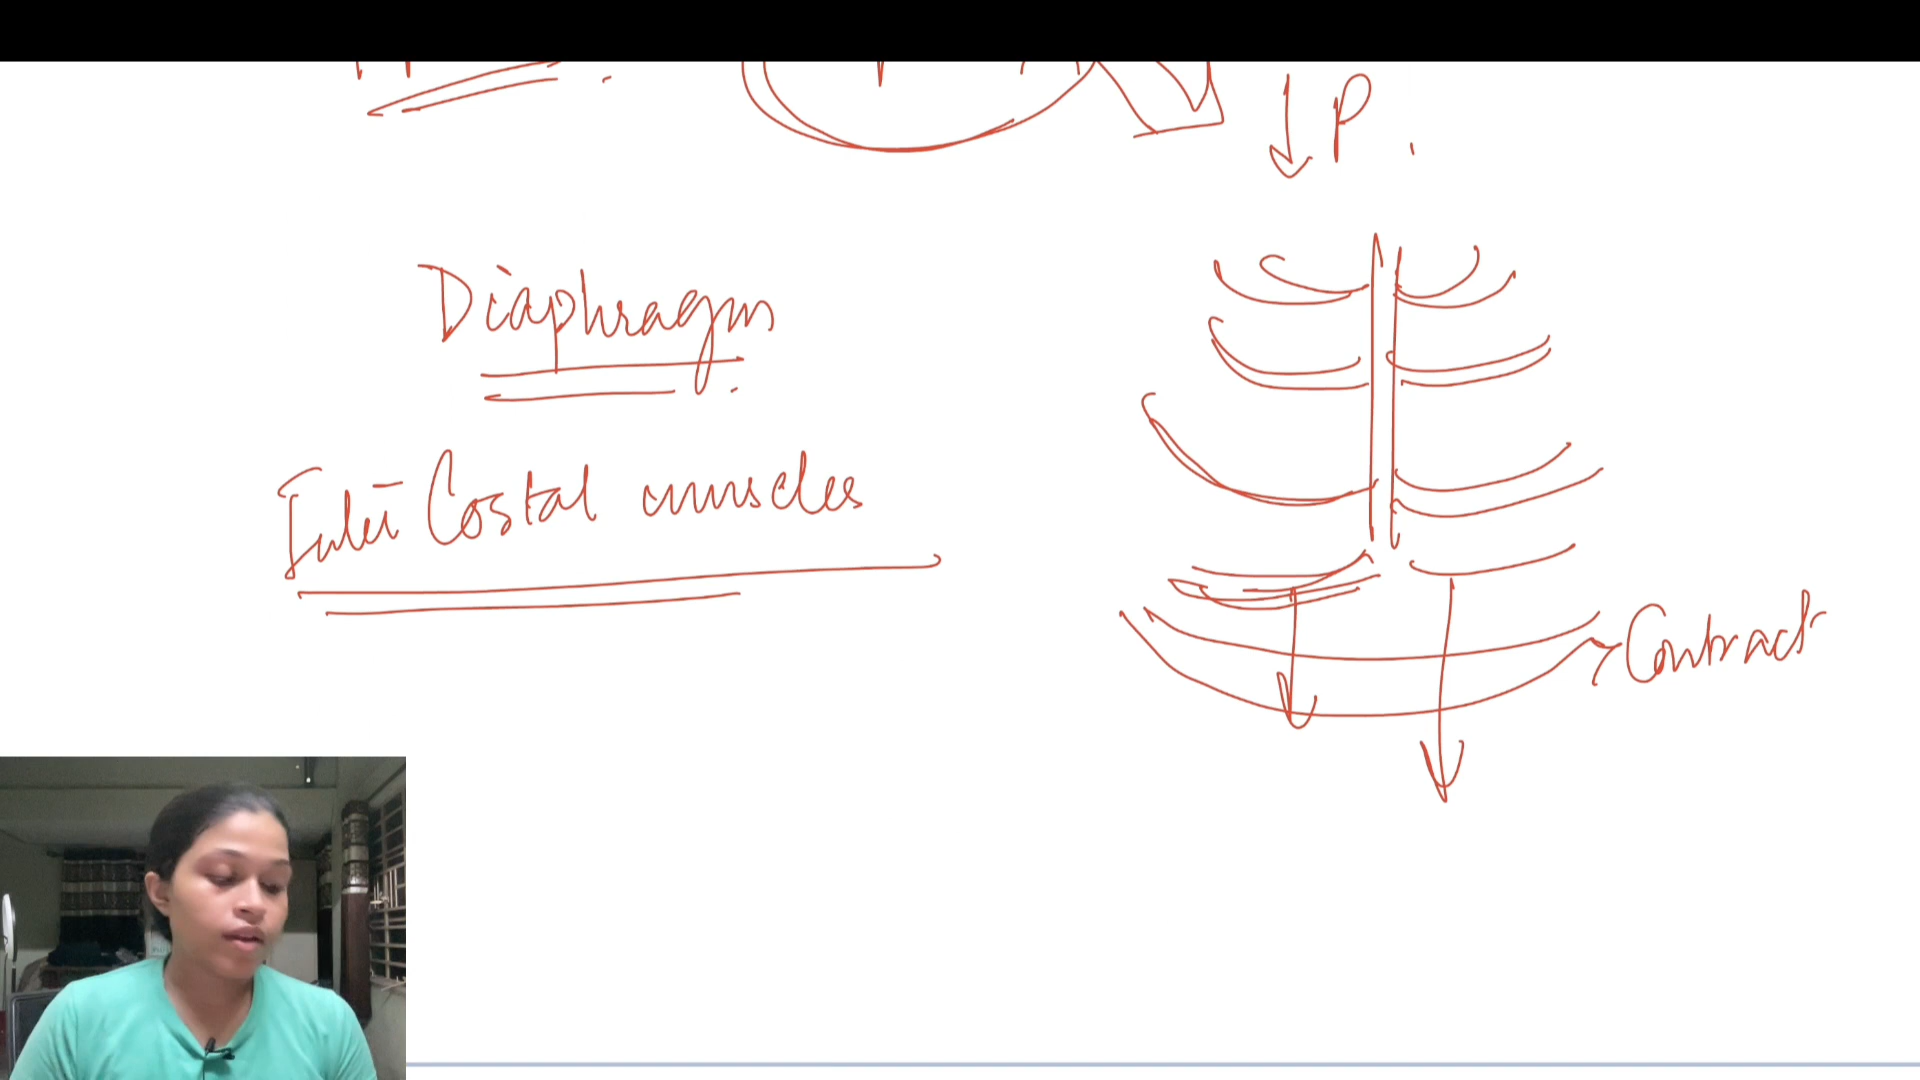 ↓ P.
Diaphragm
Inter Costal muscles
Contract